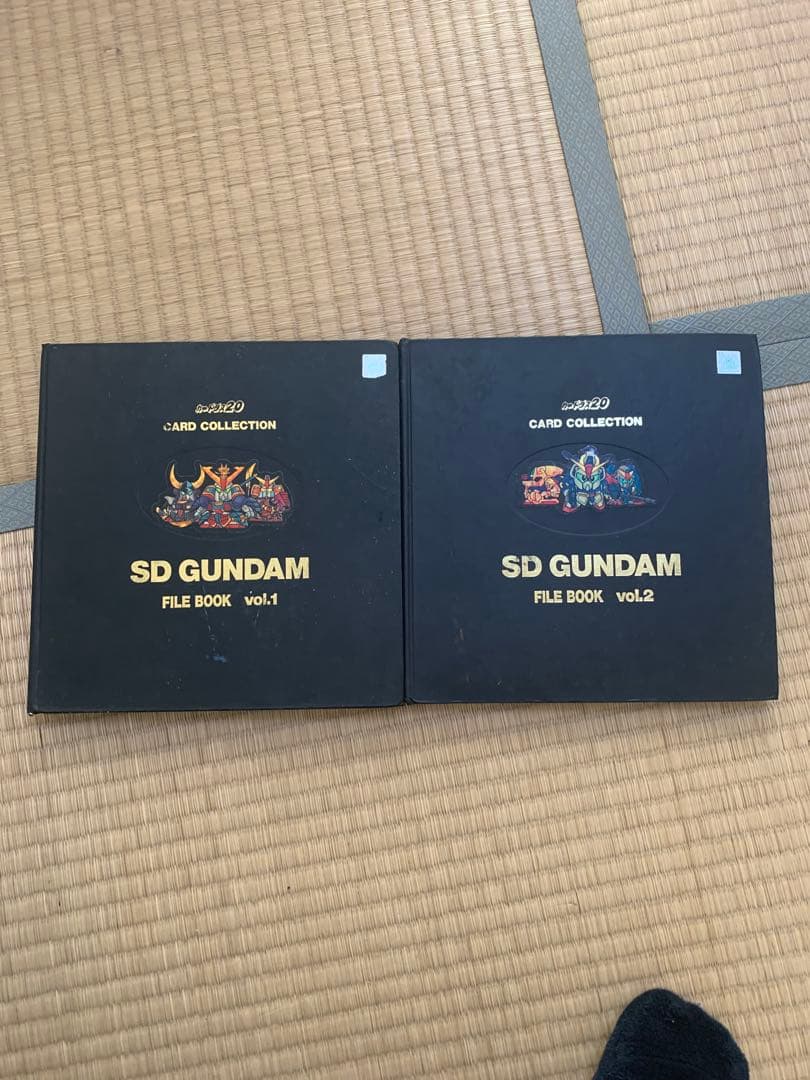 カードダス20
CARD COLLECTION
SD GUNDAM
FILE BOOK vol.1
カードダス20
CARD COLLECTION
SD GUNDAM
FILE BOOK vol.2